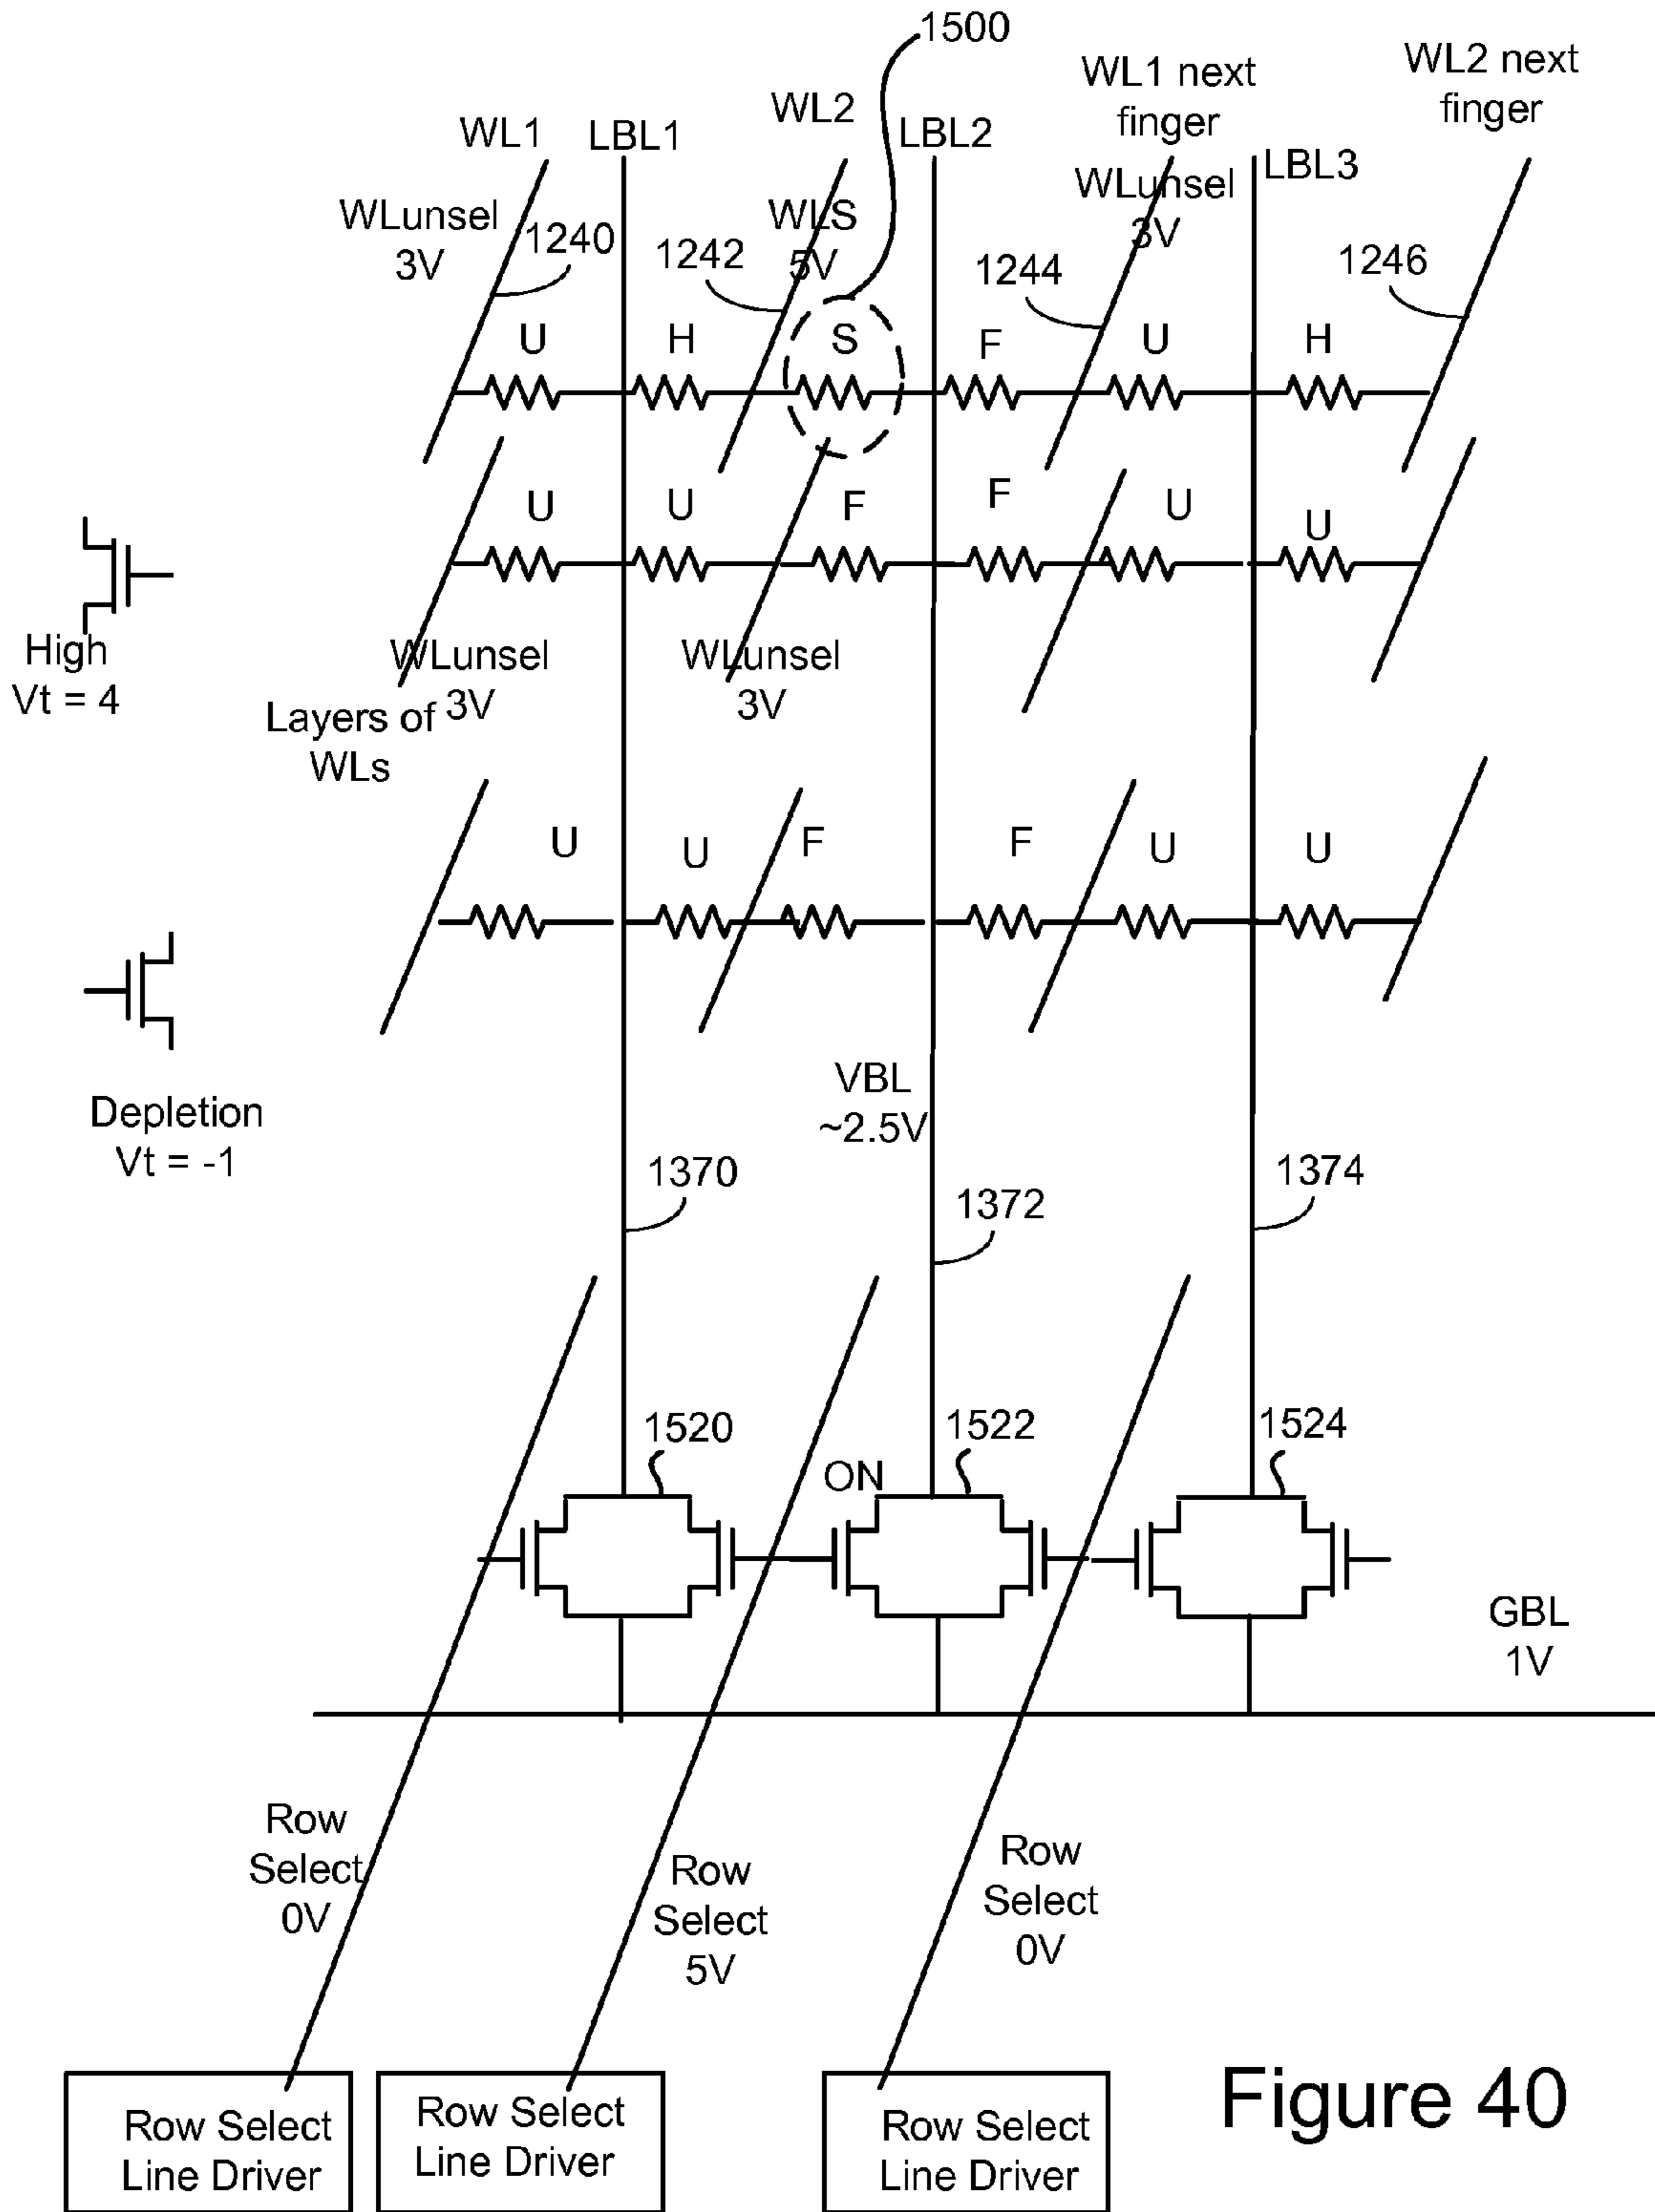 1500
WL1
LBL1
WL2
LBL2
WL1 next
finger
WL2 next
finger
LBL3
WLunsel
3V
1240
1242
WLS
5V
WLunsel
3V
1244
1246
U
H
S
F
U
H
U
U
F
F
U
U
High
Vt = 4
WLunsel
3V
WLunsel
3V
Layers of
WLs
U
U
F
F
U
U
Depletion
Vt = -1
VBL
~2.5V
1370
1372
1374
1520
1522
1524
ON
GBL
1V
Row
Select
0V
Row
Select
5V
Row
Select
0V
Row Select
Line Driver
Row Select
Line Driver
Row Select
Line Driver
Figure 40